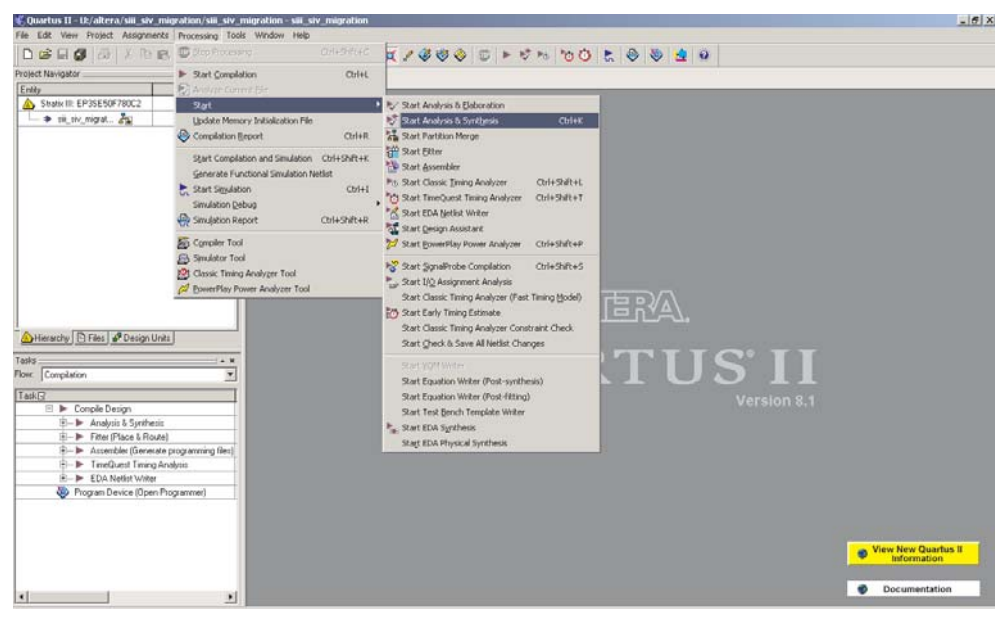 Quartus II - U:/altera/siii_siv_migration/siii_siv_migration - siii_siv_migration
File Edit View Project Assignments Processing Tools Window Help
Stop Processing Ctrl+Shift+C
Project Navigator
Entity
Stratix III: EP3SE50F780C2
siii_siv_migrat...
Start Compilation Ctrl+L
Analyze Current File
Start
Update Memory Initialization File
Compilation Report Ctrl+R
Start Compilation and Simulation Ctrl+Shift+K
Generate Functional Simulation Netlist
Start Simulation Ctrl+I
Simulation Debug
Simulation Report Ctrl+Shift+R
Compiler Tool
Simulator Tool
Classic Timing Analyzer Tool
PowerPlay Power Analyzer Tool
Start Analysis & Elaboration
Start Analysis & Synthesis Ctrl+K
Start Partition Merge
Start Fitter
Start Assembler
Start Classic Timing Analyzer Ctrl+Shift+L
Start TimeQuest Timing Analyzer Ctrl+Shift+T
Start EDA Netlist Writer
Start Design Assistant
Start PowerPlay Power Analyzer Ctrl+Shift+P
Start SignalProbe Compilation Ctrl+Shift+S
Start I/O Assignment Analysis
Start Classic Timing Analyzer (Fast Timing Model)
Start Early Timing Estimate
Start Classic Timing Analyzer Constraint Check
Start Check & Save All Netlist Changes
Start VQM Writer
Start Equation Writer (Post-synthesis)
Start Equation Writer (Post-fitting)
Start Test Bench Template Writer
Start EDA Synthesis
Start EDA Physical Synthesis
Hierarchy Files Design Units
Tasks
Flow: Compilation
Task
Compile Design
Analysis & Synthesis
Fitter (Place & Route)
Assembler (Generate programming files)
TimeQuest Timing Analysis
EDA Netlist Writer
Program Device (Open Programmer)
TERA.
TUS II
Version 8.1
View New Quartus II
Information
Documentation